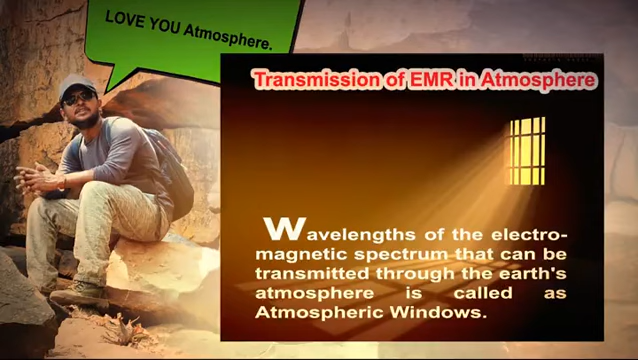 LOVE YOU Atmosphere.
Transmission of EMR in Atmosphere
Wavelengths of the electro-
magnetic spectrum that can be
transmitted through the earth's
atmosphere is called as
Atmospheric Windows.